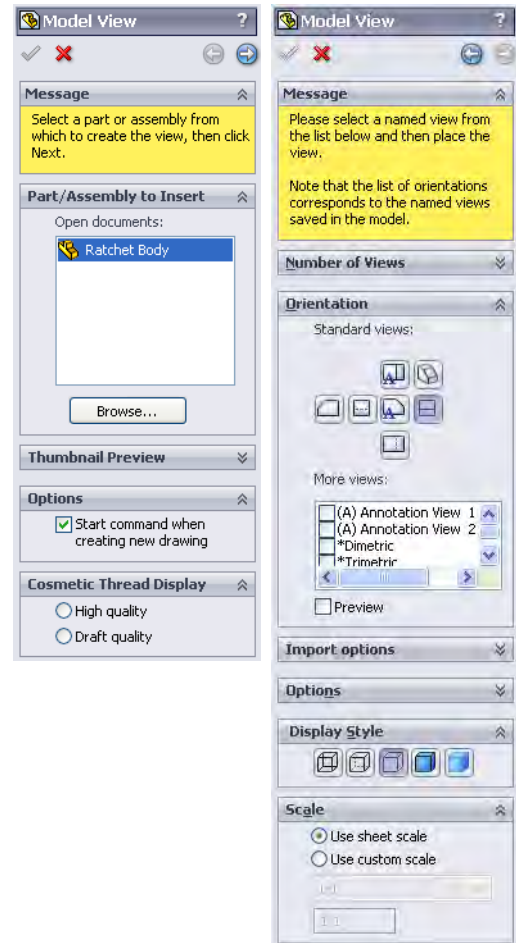 Model View
?
Message
Select a part or assembly from
which to create the view, then click
Next.
Part/Assembly to Insert
Open documents:
Ratchet Body
Browse...
Thumbnail Preview
Options
Start command when
creating new drawing
Cosmetic Thread Display
High quality
Draft quality
Model View
?
Message
Please select a named view from
the list below and then place the
view.
Note that the list of orientations
corresponds to the named views
saved in the model.
Number of Views
Orientation
Standard views:
A
A
More views:
(A) Annotation View 1
(A) Annotation View 2
*Dimetric
*Trimetric
Preview
Import options
Options
Display Style
Scale
Use sheet scale
Use custom scale
1:1
1:1